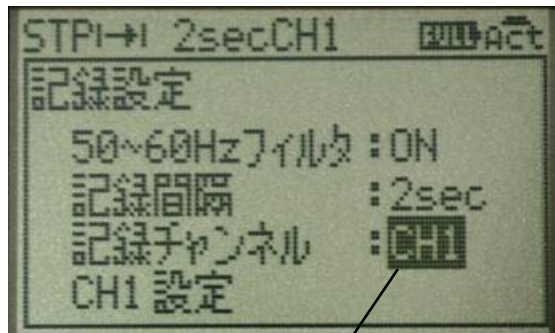 STP 2secCH1 FULL Act
記録設定
50~60Hzフィルタ:ON
記録間隔 :2sec
記録チャンネル :CH1
CH1 設定